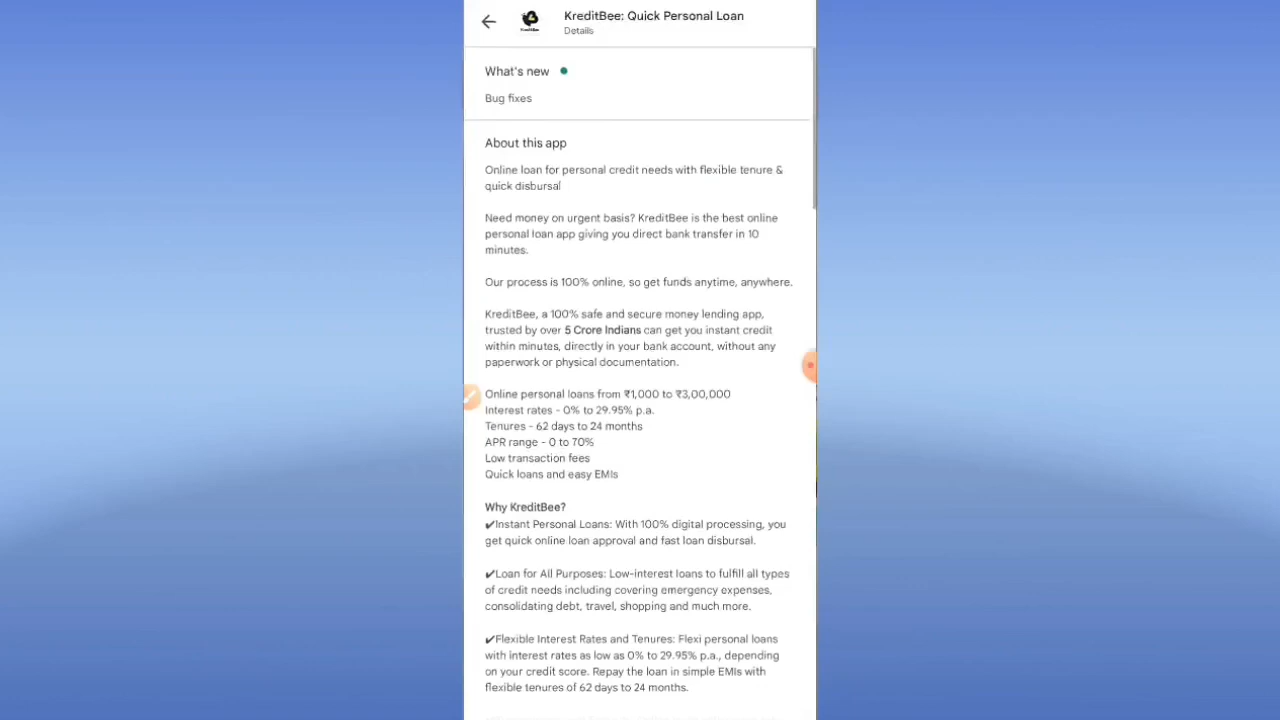 KreditBee: Quick Personal Loan
Details
What's new
Bug fixes
About this app
Online loan for personal credit needs with flexible tenure &
quick disbursal
Need money on urgent basis? KreditBee is the best online
personal loan app giving you direct bank transfer in 10
minutes.
Our process is 100% online, so get funds anytime, anywhere.
KreditBee, a 100% safe and secure money lending app,
trusted by over 5 Crore Indians can get you instant credit
within minutes, directly in your bank account, without any
paperwork or physical documentation.
Online personal loans from ₹1,000 to ₹3,00,000
Interest rates - 0% to 29.95% p.a.
Tenures - 62 days to 24 months
APR range - 0 to 70%
Low transaction fees
Quick loans and easy EMIs
Why KreditBee?
✔Instant Personal Loans: With 100% digital processing, you
get quick online loan approval and fast loan disbursal.
✔Loan for All Purposes: Low-interest loans to fulfill all types
of credit needs including covering emergency expenses,
consolidating debt, travel, shopping and much more.
✔Flexible Interest Rates and Tenures: Flexi personal loans
with interest rates as low as 0% to 29.95% p.a., depending
on your credit score. Repay the loan in simple EMIs with
flexible tenures of 62 days to 24 months.